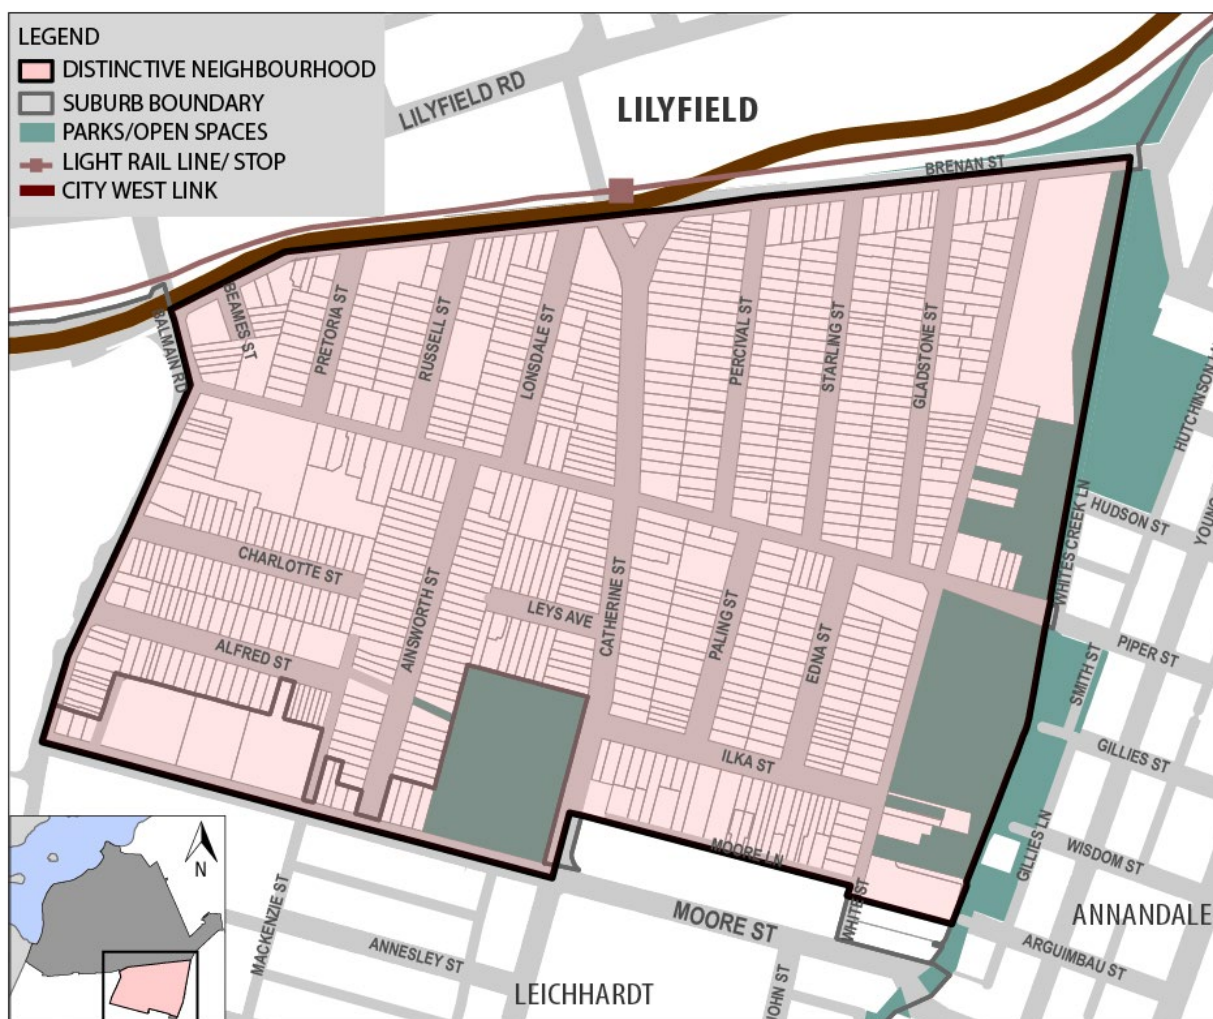 LEGEND
DISTINCTIVE NEIGHBOURHOOD
SUBURB BOUNDARY
PARKS/OPEN SPACES
LIGHT RAIL LINE/ STOP
CITY WEST LINK
LILYFIELD RD
LILYFIELD
BRENAN ST
BEAMES ST
PRETORIA ST
RUSSELL ST
LONSDALE ST
PERCIVAL ST
STARLING ST
GLADSTONE ST
BALMAIN RD
HUTCHINSON LN
HUDSON ST
YOUNG
WHITES CREEK LN
CHARLOTTE ST
AINSWORTH ST
LEYS AVE
CATHERINE ST
PALING ST
EDNA ST
PIPER ST
SMITH ST
ALFRED ST
GILLIES ST
ILKA ST
MOORE LN
GILLIES LN
WISDOM ST
N
MACKENZIE ST
MOORE ST
WHITE ST
ANNANDALE
ANNESLEY ST
ARGUIMBAU ST
LEICHHARDT
JOHN ST